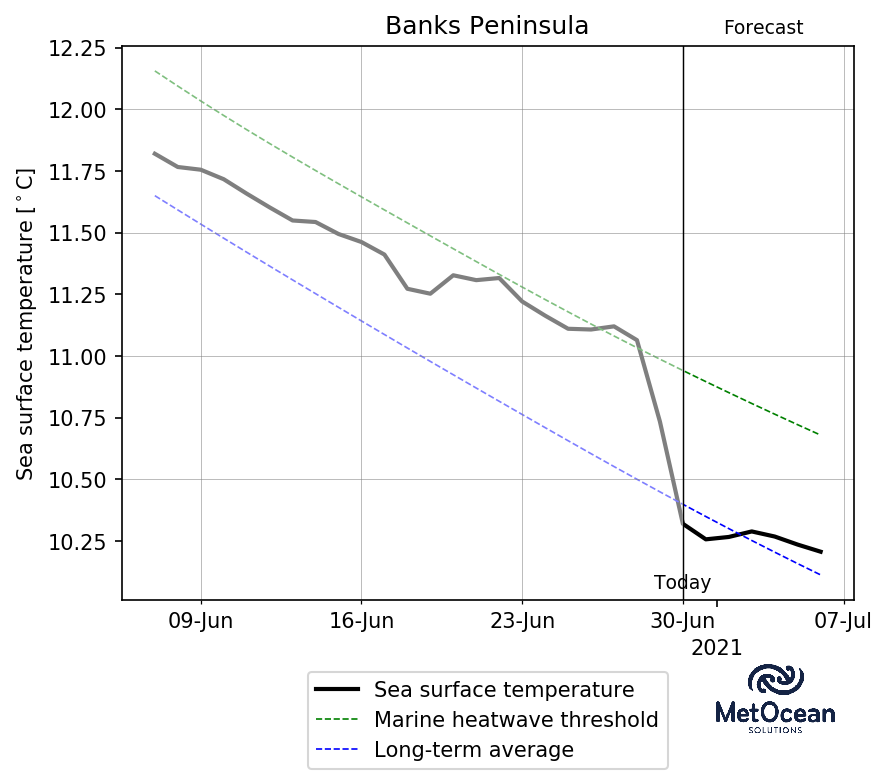 Banks Peninsula
Forecast
12.25
12.00
11.75
11.50
11.25
11.00
10.75
10.50
10.25
Sea surface temperature [°C]
Today
09-Jun 16-Jun 23-Jun 30-Jun 07-Jul
2021
Sea surface temperature
Marine heatwave threshold
Long-term average
MetOcean
SOLUTIONS